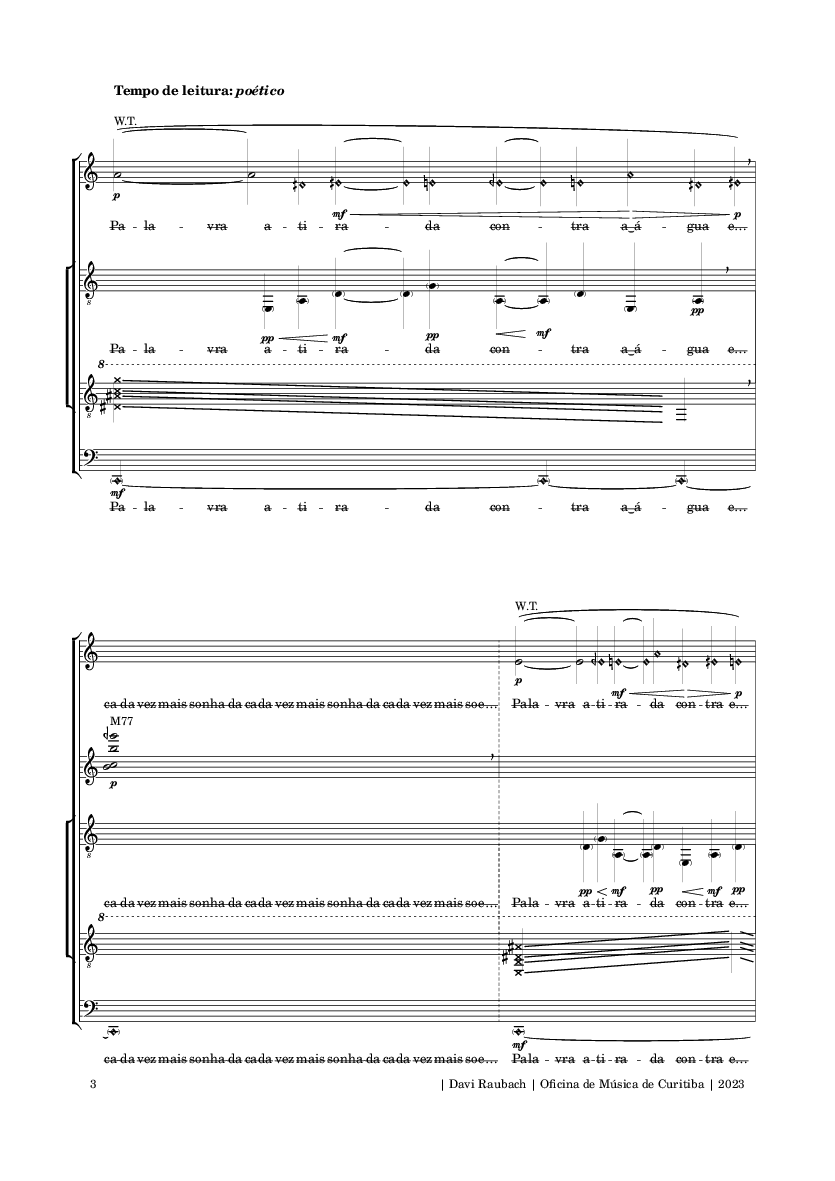 Tempo de leitura: poético
W.T.
p
mf
p
Pa - la - vra a - ti - ra - da con - tra a‿á - gua e...
8
pp
mf
pp
mf
pp
Pa - la - vra a - ti - ra - da con - tra a‿á - gua e...
8
8
mf
Pa - la - vra a - ti - ra - da con - tra a‿á - gua e...
W.T.
p
mf
p
ca da vez mais sonha da cada vez mais sonha da cada vez mais soe... Pala - vra a-ti-ra - da con-tra e...
M77
p
8
pp
mf
pp
mf
pp
ca da vez mais sonha da cada vez mais sonha da cada vez mais soe... Pala - vra a-ti-ra - da con-tra e...
8
8
mf
ca da vez mais sonha da cada vez mais sonha da cada vez mais soe... Pala - vra a-ti-ra - da con-tra e...
3 | Davi Raubach | Oficina de Música de Curitiba | 2023